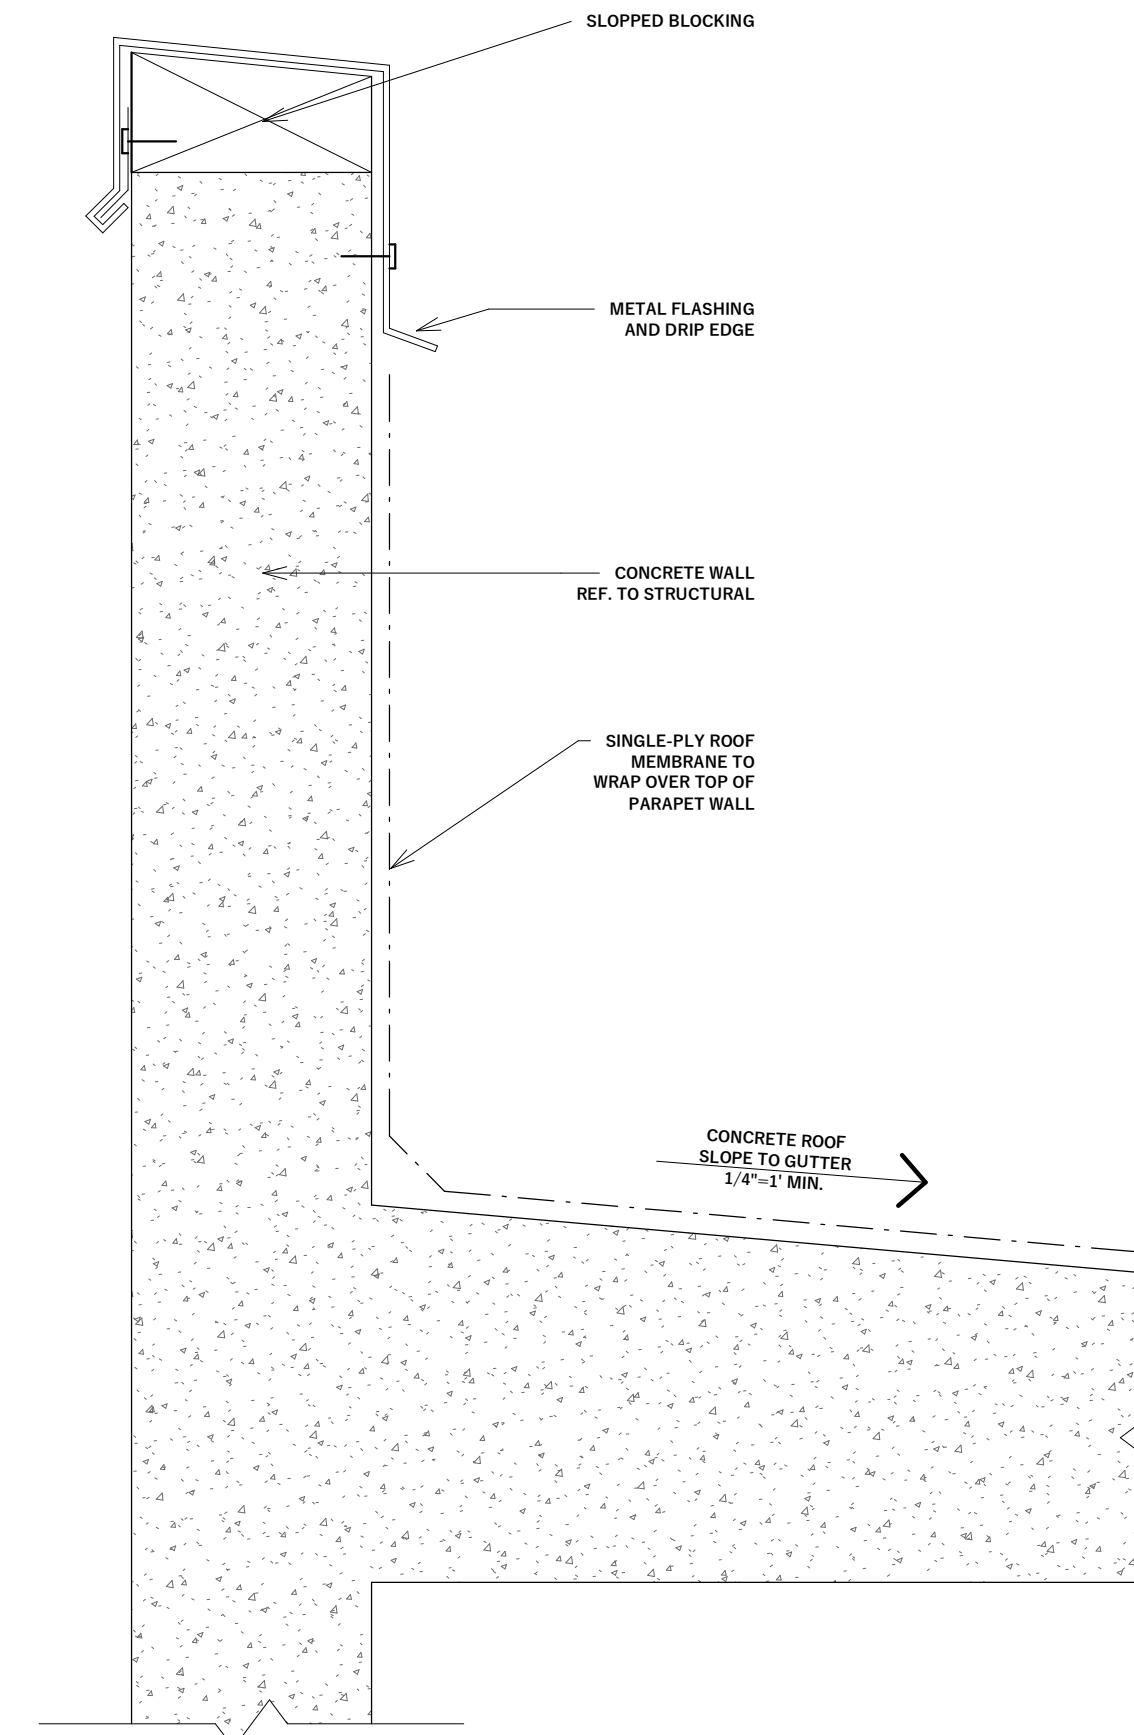 SLOPPED BLOCKING
METAL FLASHING
AND DRIP EDGE
CONCRETE WALL
REF. TO STRUCTURAL
SINGLE-PLY ROOF
MEMBRANE TO
WRAP OVER TOP OF
PARAPET WALL
CONCRETE ROOF
SLOPE TO GUTTER
1/4"=1' MIN.